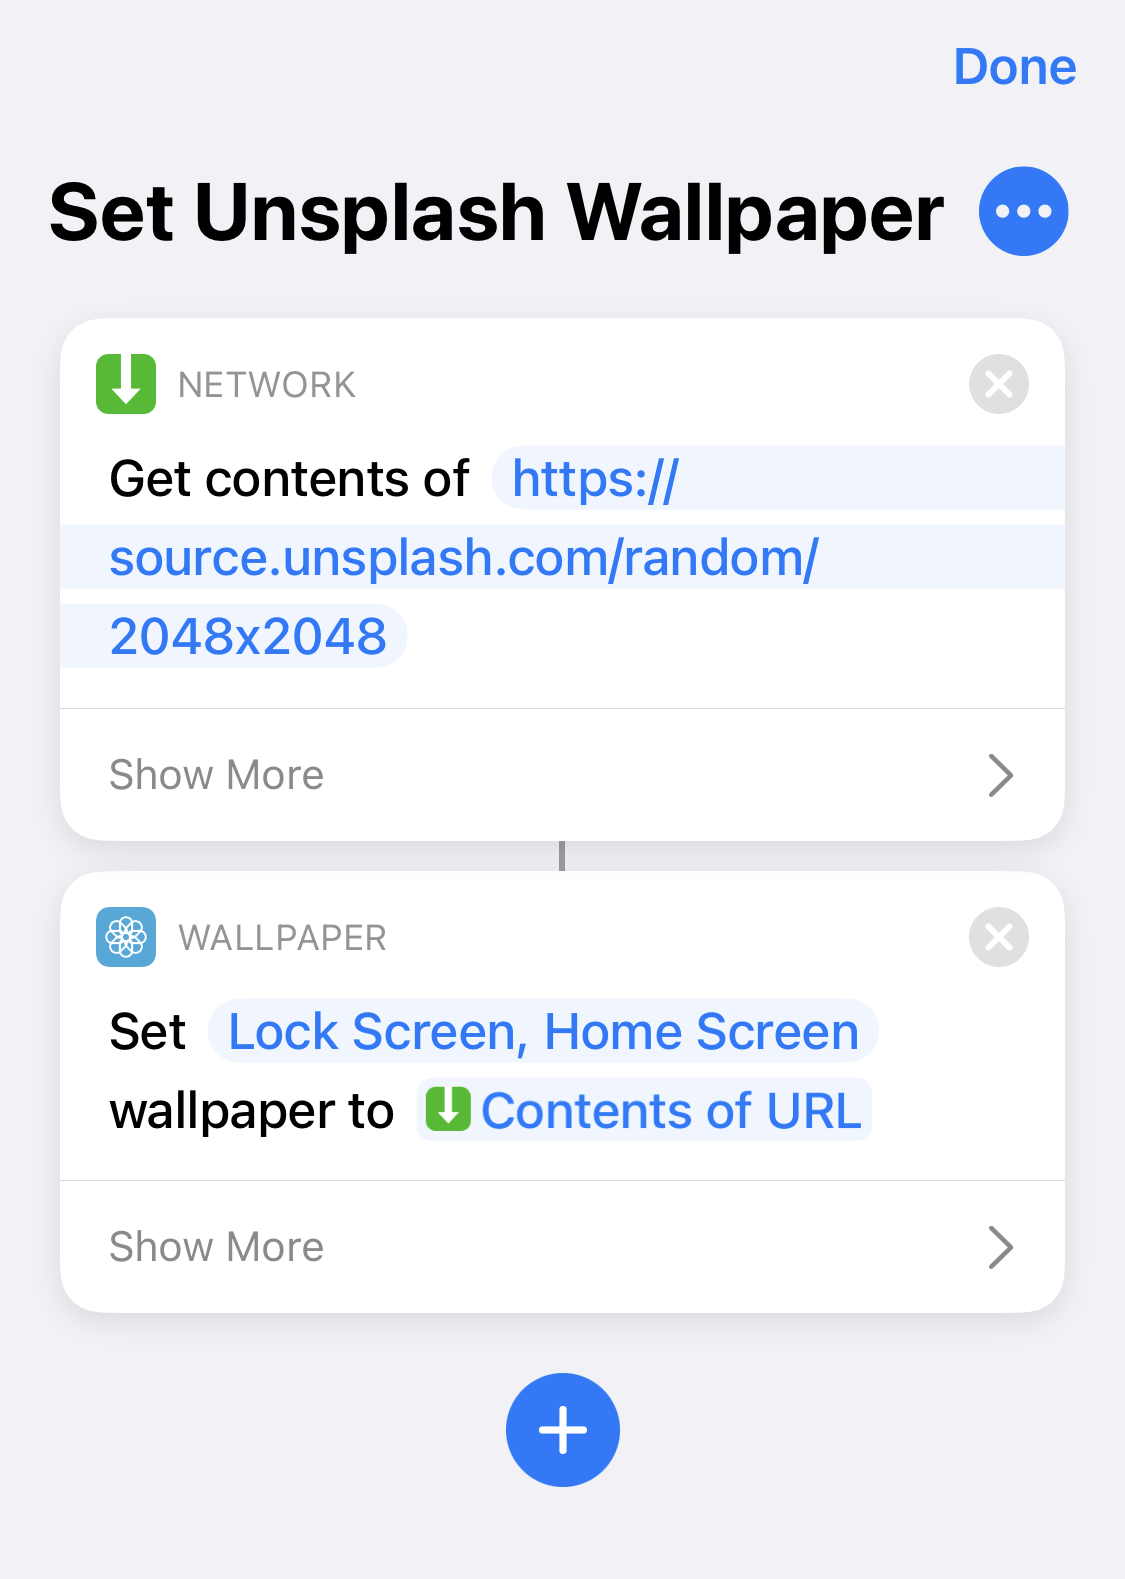 Done
Set Unsplash Wallpaper
NETWORK
Get contents of https://
source.unsplash.com/random/
2048x2048
Show More
WALLPAPER
Set Lock Screen, Home Screen
wallpaper to Contents of URL
Show More